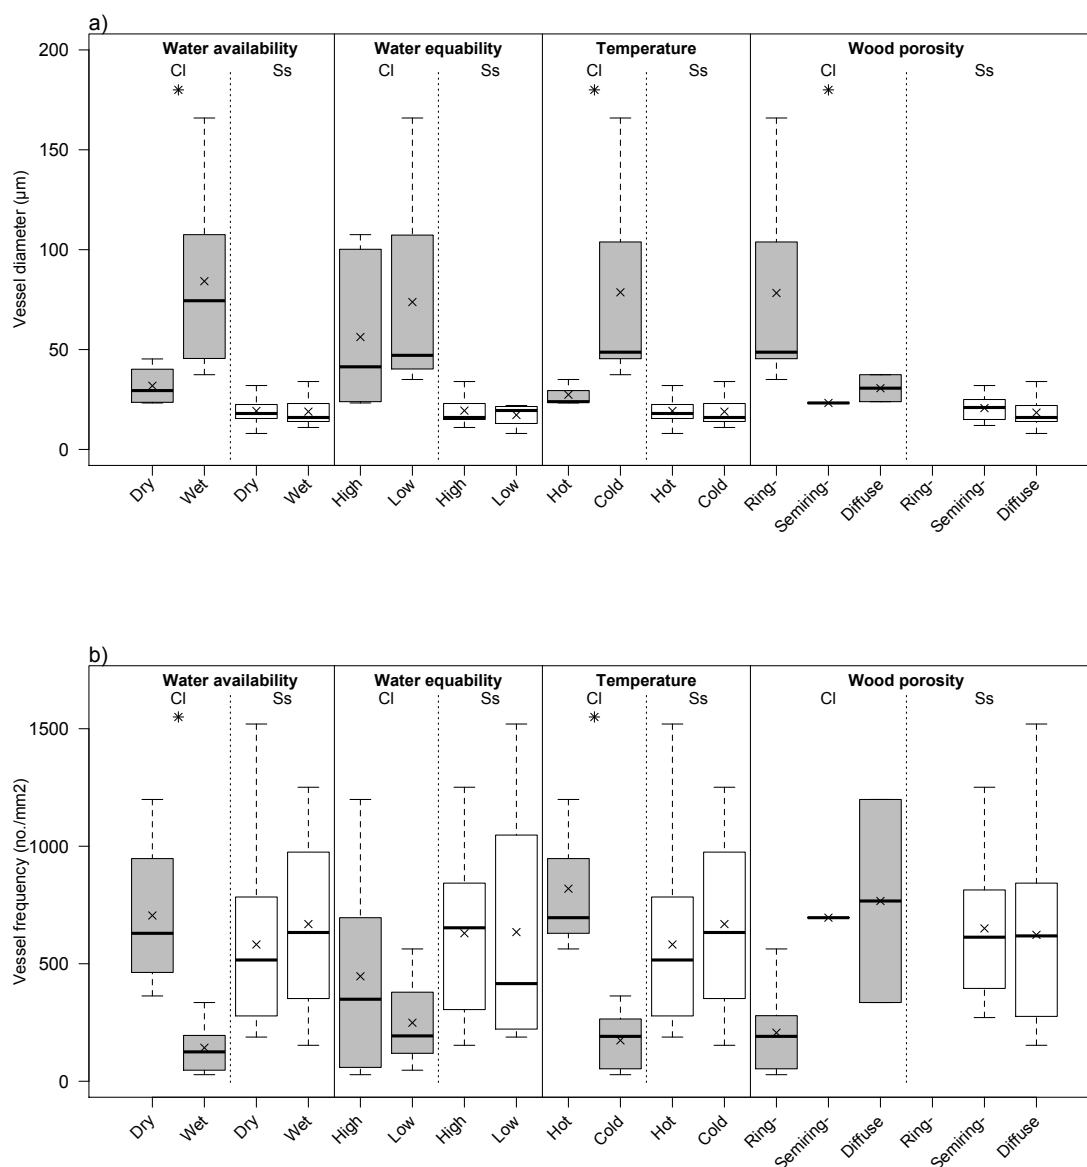 a)
Water availability Water equability Temperature Wood porosity
Cl Ss Cl Ss Cl Ss Cl Ss
* * *
200
150
100
50
0
Vessel diameter (µm)
Dry Wet Dry Wet High Low High Low Hot Cold Hot Cold Ring- Semiring- Diffuse Ring- Semiring- Diffuse
b)
Water availability Water equability Temperature Wood porosity
Cl Ss Cl Ss Cl Ss Cl Ss
* *
1500
1000
500
0
Vessel frequency (no./mm2)
Dry Wet Dry Wet High Low High Low Hot Cold Hot Cold Ring- Semiring- Diffuse Ring- Semiring- Diffuse